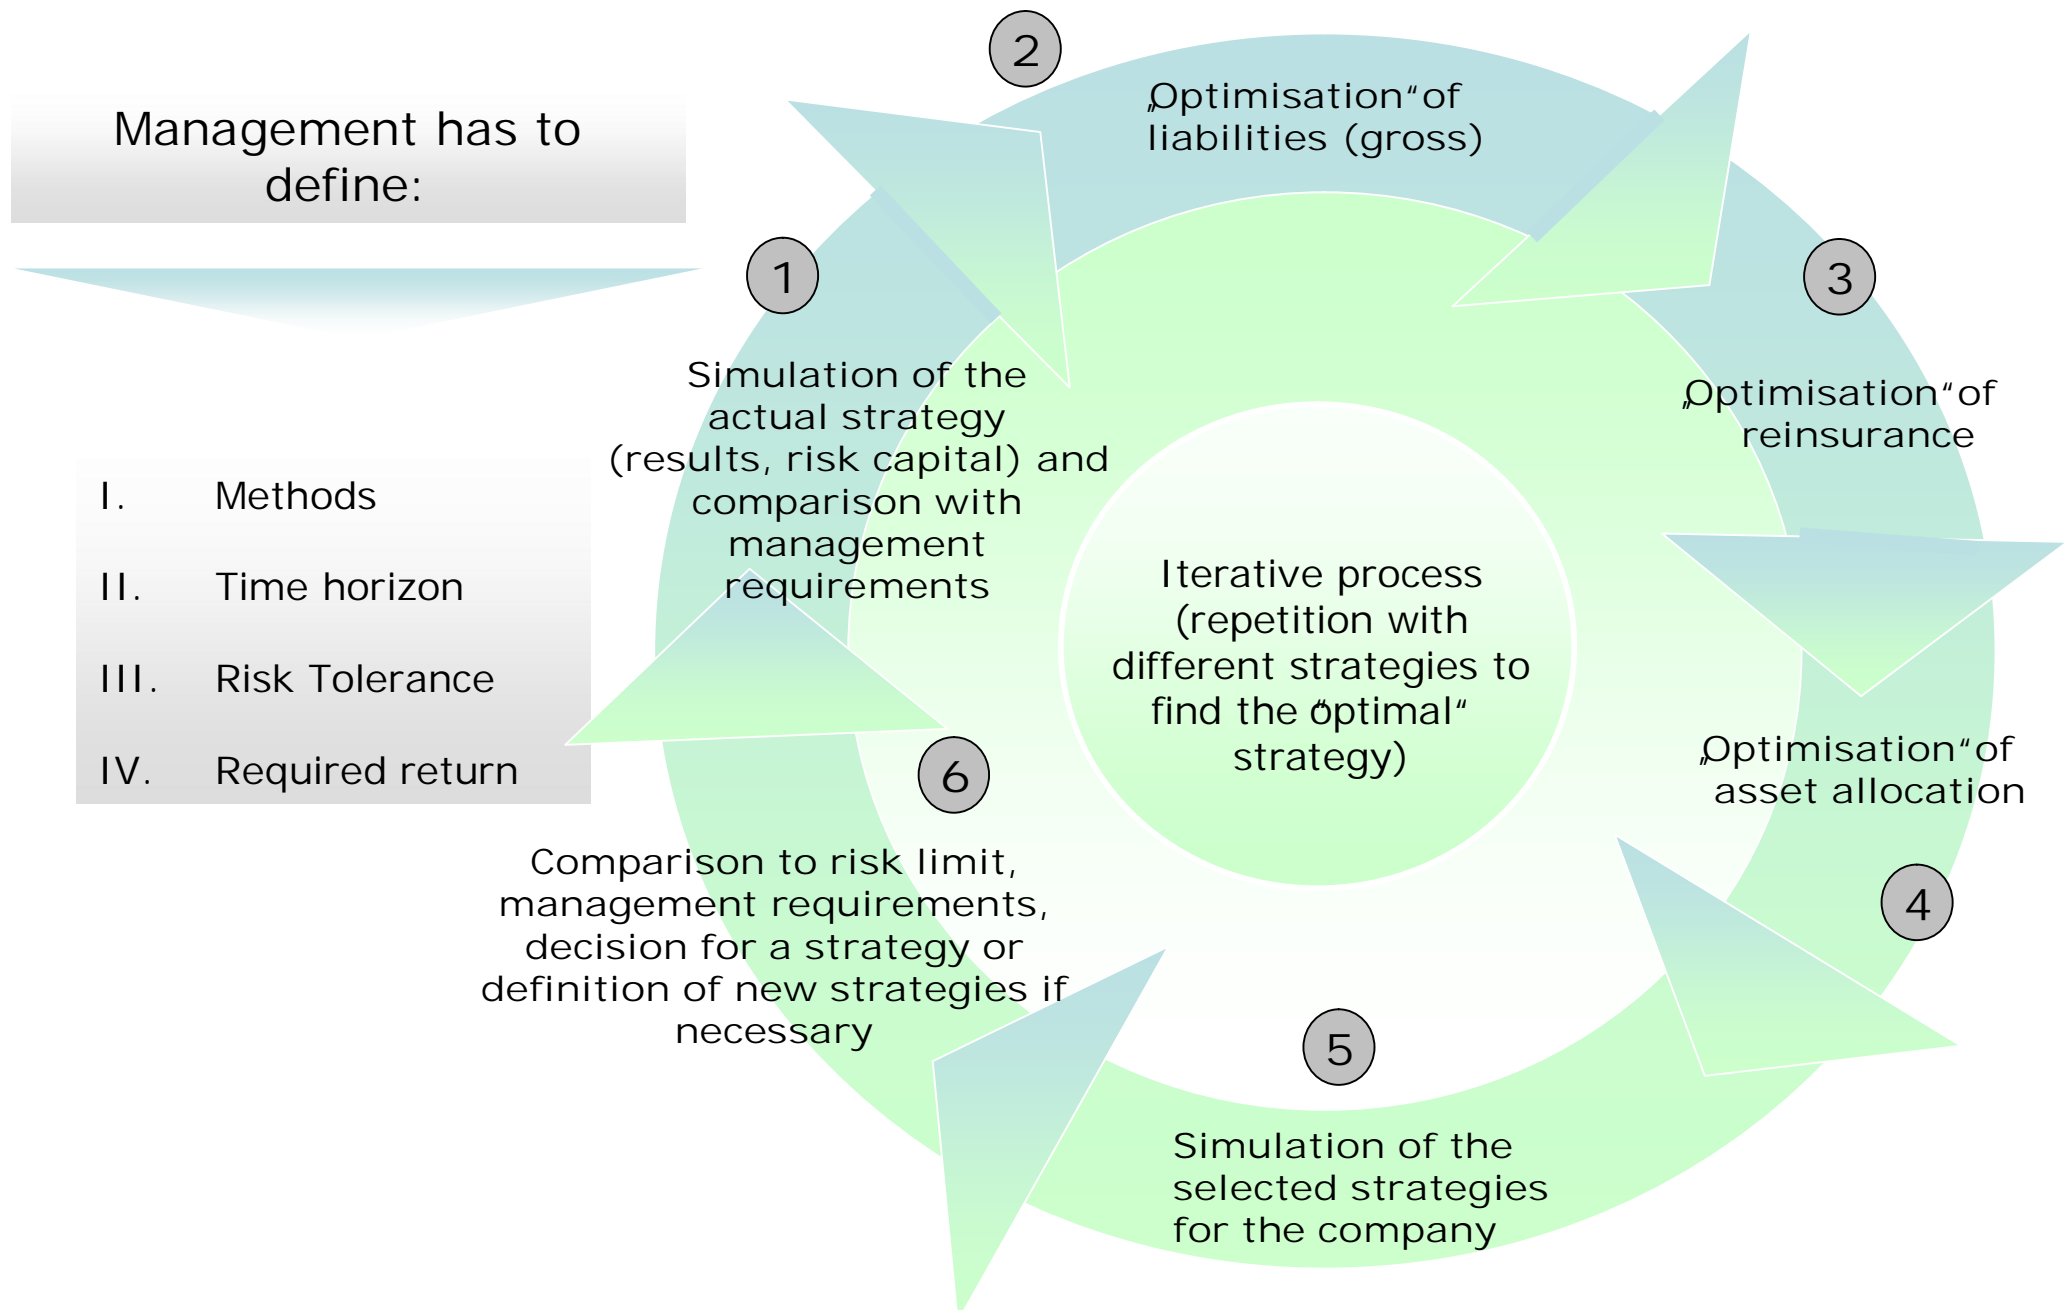 Management has to
define:
I. Methods
II. Time horizon
III. Risk Tolerance
IV. Required return
1
Simulation of the
actual strategy
(results, risk capital) and
comparison with
management
requirements
2
„Optimisation“ of
liabilities (gross)
3
„Optimisation“ of
reinsurance
„Optimisation“ of
asset allocation
4
5
Simulation of the
selected strategies
for the company
6
Comparison to risk limit,
management requirements,
decision for a strategy or
definition of new strategies if
necessary
Iterative process
(repetition with
different strategies to
find the “optimal“
strategy)